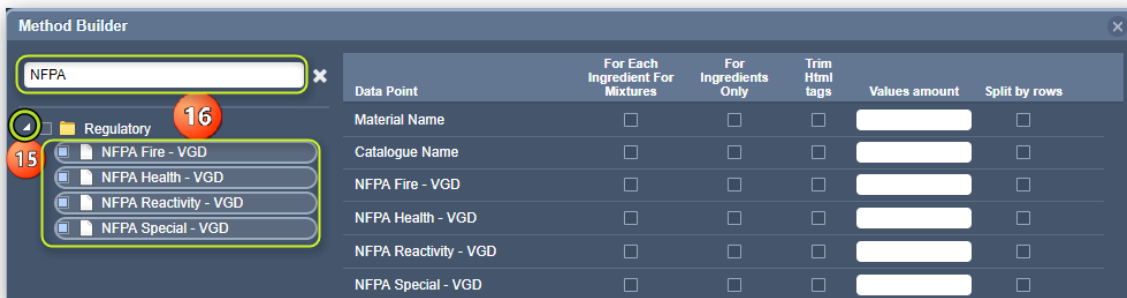 Method Builder
NFPA
16
15
Regulatory
NFPA Fire - VGD
NFPA Health - VGD
NFPA Reactivity - VGD
NFPA Special - VGD
Data Point
For Each
Ingredient For
Mixtures
For
Ingredients
Only
Trim
Html
tags
Values amount
Split by rows
Material Name
Catalogue Name
NFPA Fire - VGD
NFPA Health - VGD
NFPA Reactivity - VGD
NFPA Special - VGD